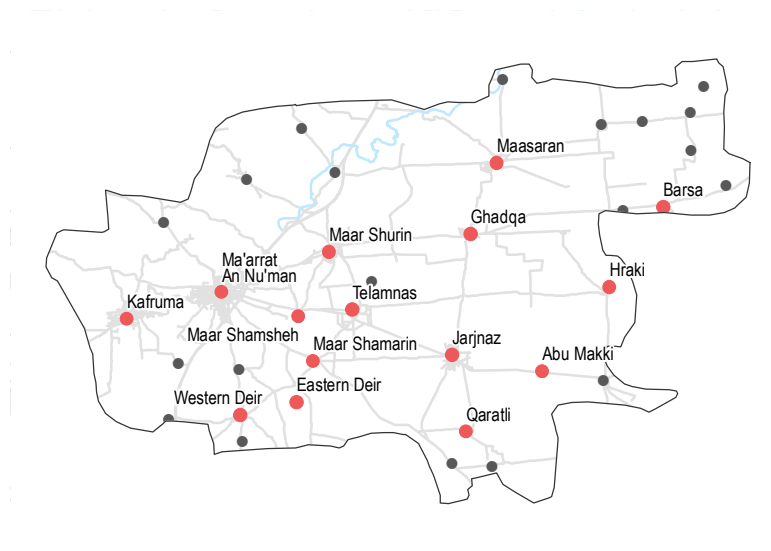 Maasaran
Barsa
Ghadqa
Maar Shurin
Ma'arrat
An Nu'man
Hraki
Telamnas
Kafruma
Maar Shamsheh
Jarjnaz
Maar Shamarin
Abu Makki
Eastern Deir
Western Deir
Qaratli